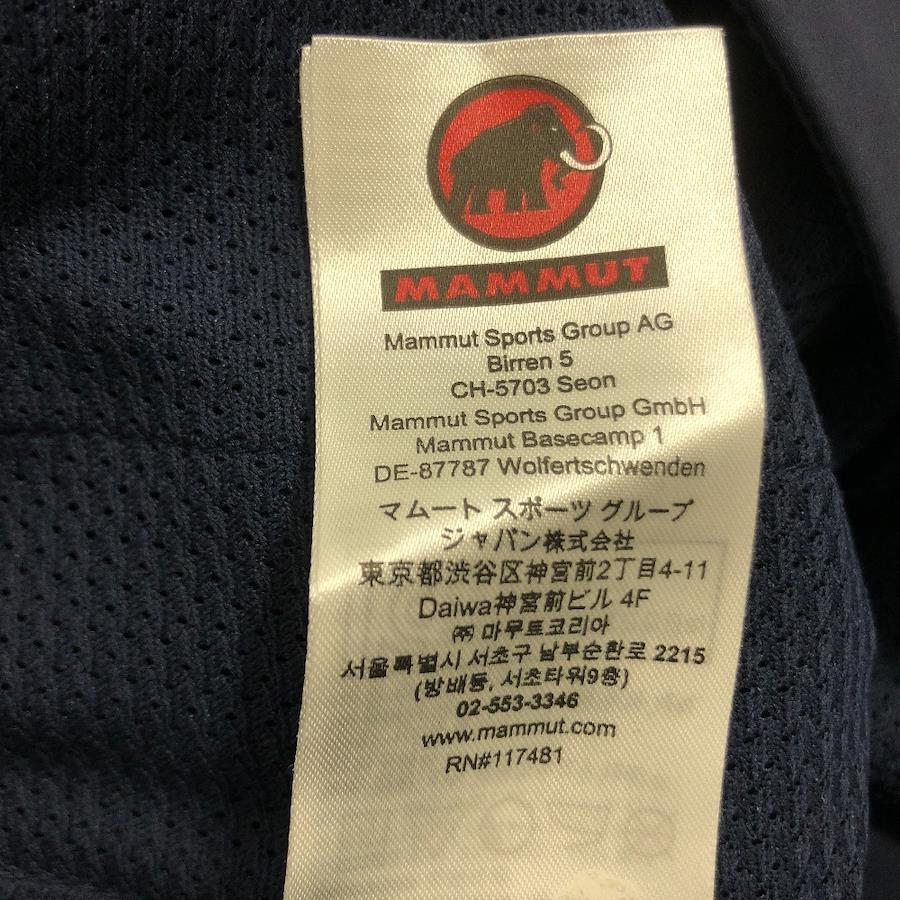 MAMMUT
Mammut Sports Group AG
Birren 5
CH-5703 Seon
Mammut Sports Group GmbH
Mammut Basecamp 1
DE-87787 Wolfertschwenden
マムート スポーツ グループ
ジャパン株式会社
東京都渋谷区神宮前2丁目4-11
Daiwa神宮前ビル 4F
㈜ 마무트코리아
서울특별시 서초구 남부순환로 2215
(방배동, 서초타워9층)
02-553-3346
www.mammut.com
RN#117481